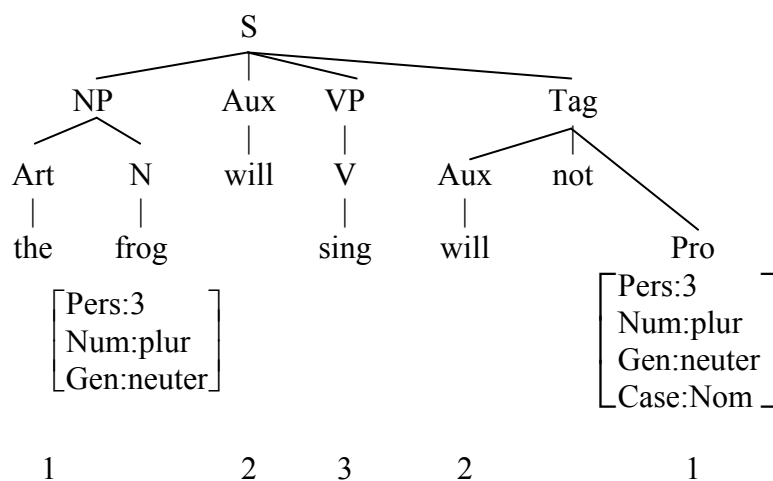 S
NP Aux VP Tag
Art N will V Aux not
the frog sing will Pro
Pers:3 Pers:3
Num:plur Num:plur
Gen:neuter Gen:neuter
Case:Nom
1 2 3 2 1